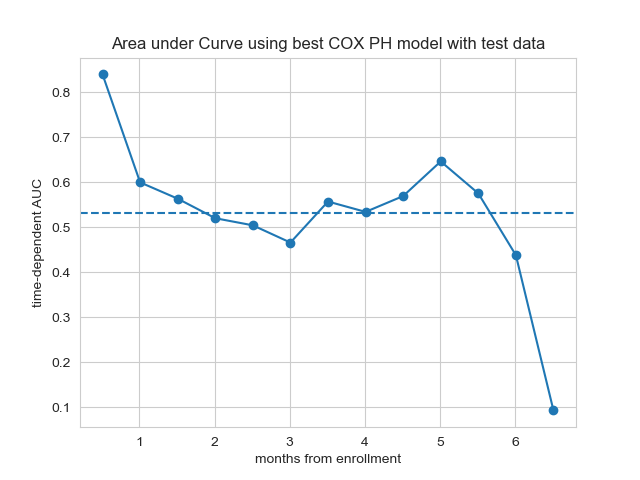 Area under Curve using best COX PH model with test data
time-dependent AUC
0.8
0.7
0.6
0.5
0.4
0.3
0.2
0.1
1 2 3 4 5 6
months from enrollment